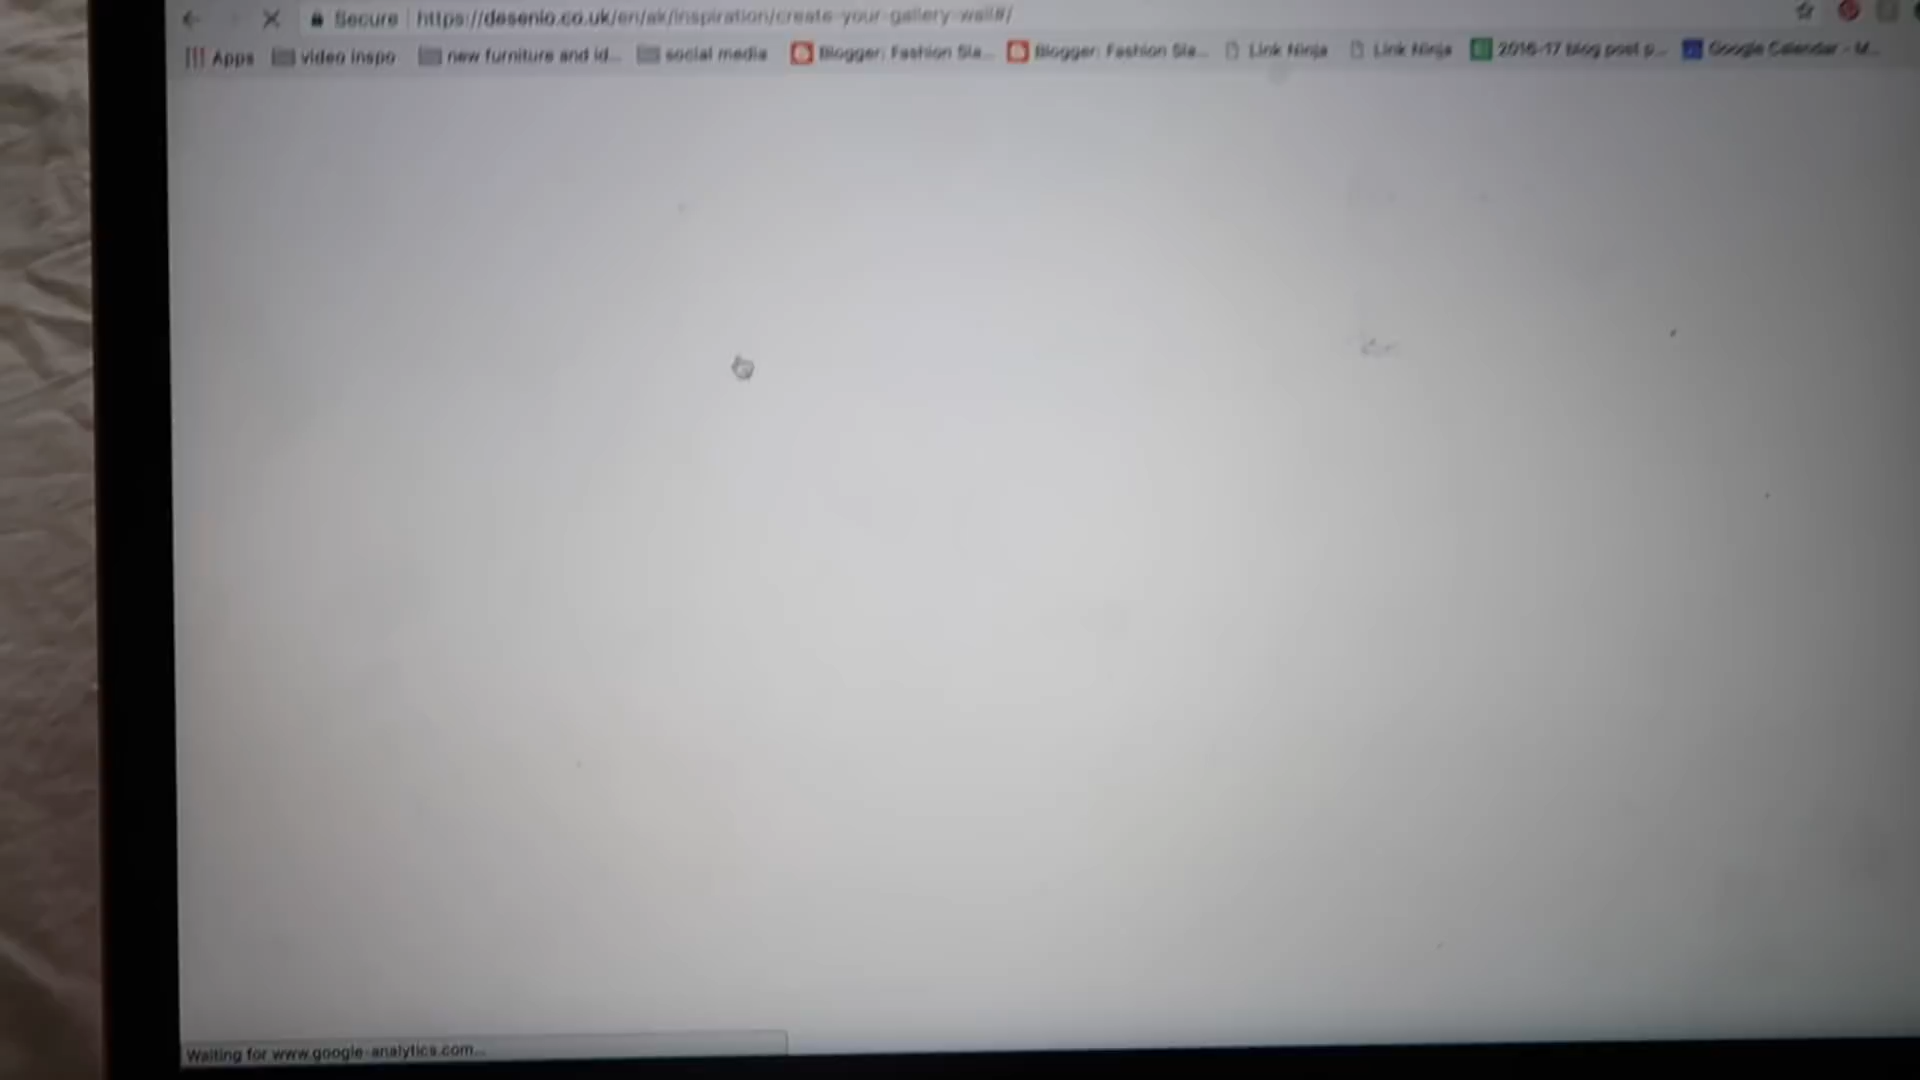 Secure https://desenio.co.uk/en/ak/inspiration/create-your-gallery-wall#/
Apps video inspo new furniture and id... social media Blogger: Fashion Sla... Blogger: Fashion Sla... Link Ninja Link Ninja 2016-17 blog post p... Google Calendar - M...
Waiting for www.google-analytics.com...